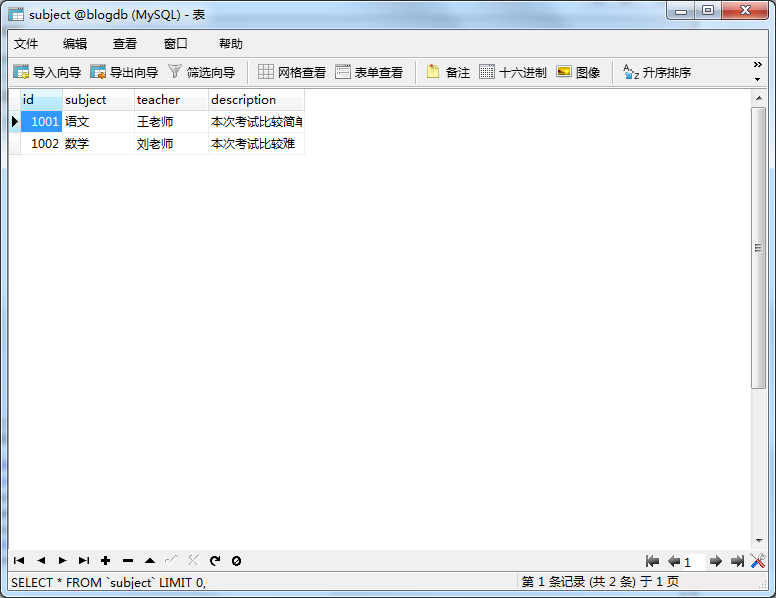 subject @blogdb (MySQL) - 表
文件 编辑 查看 窗口 帮助
导入向导 导出向导 筛选向导 网格查看 表单查看 备注 十六进制 图像 升序排序
id subject teacher description
1001 语文 王老师 本次考试比较简单
1002 数学 刘老师 本次考试比较难
1
SELECT * FROM `subject` LIMIT 0, 第 1 条记录 (共 2 条) 于 1 页